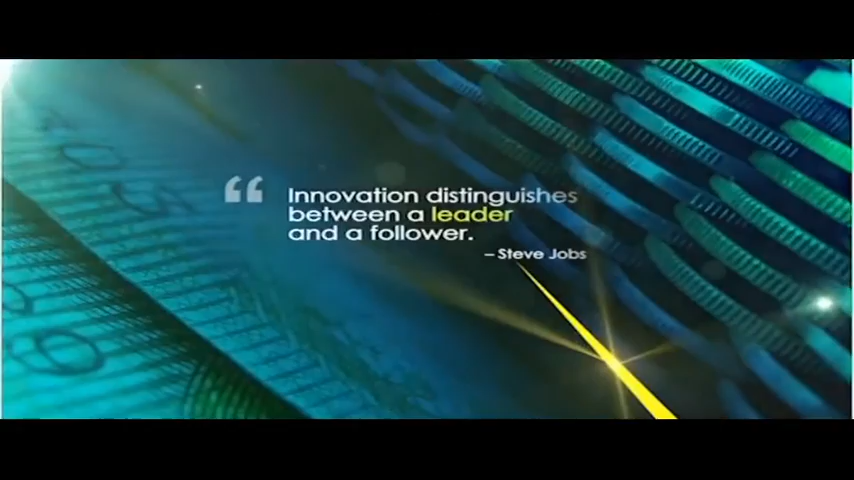 “ Innovation distinguishes
between a leader
and a follower.
– Steve Jobs